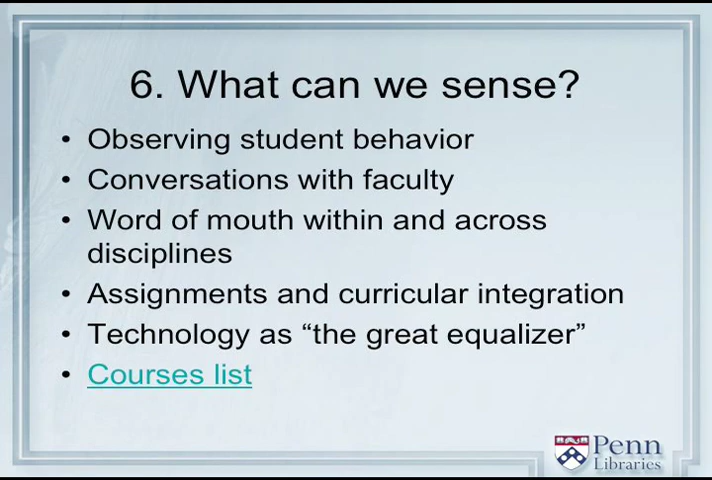 6. What can we sense?
• Observing student behavior
• Conversations with faculty
• Word of mouth within and across
disciplines
• Assignments and curricular integration
• Technology as “the great equalizer”
• Courses list
Penn
Libraries